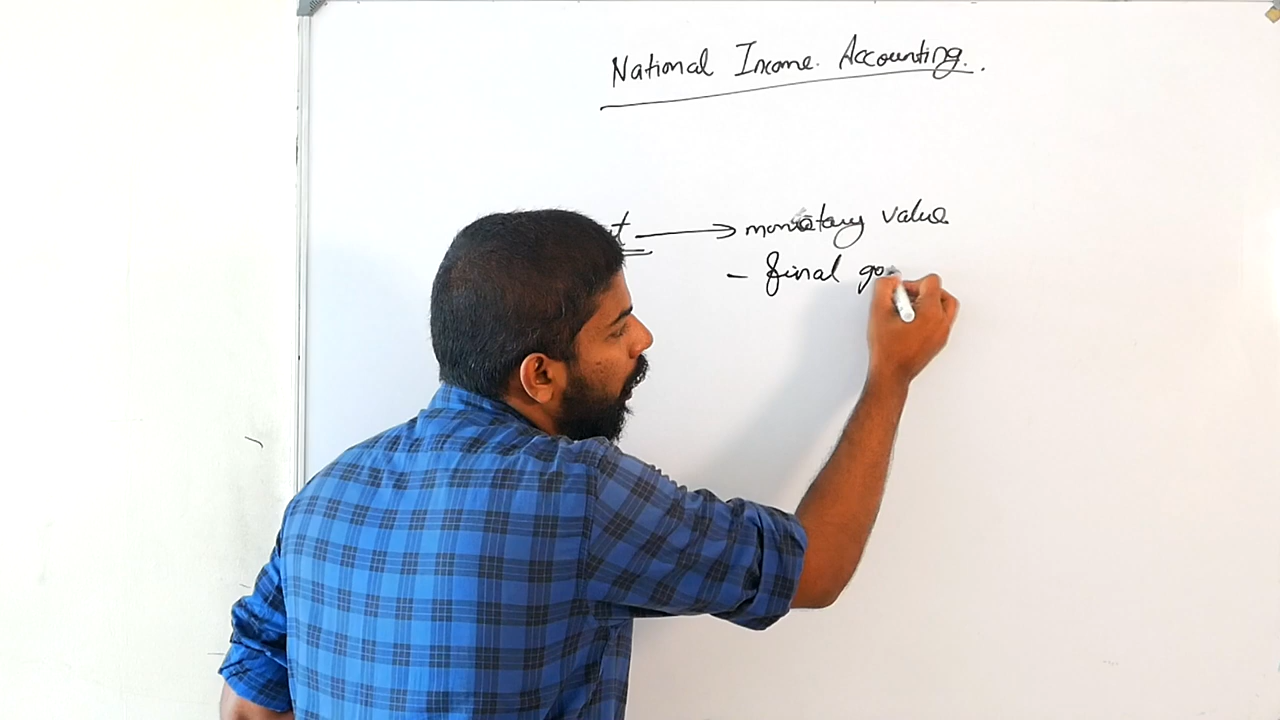 National Income Accounting.
t → monetary value
- final go